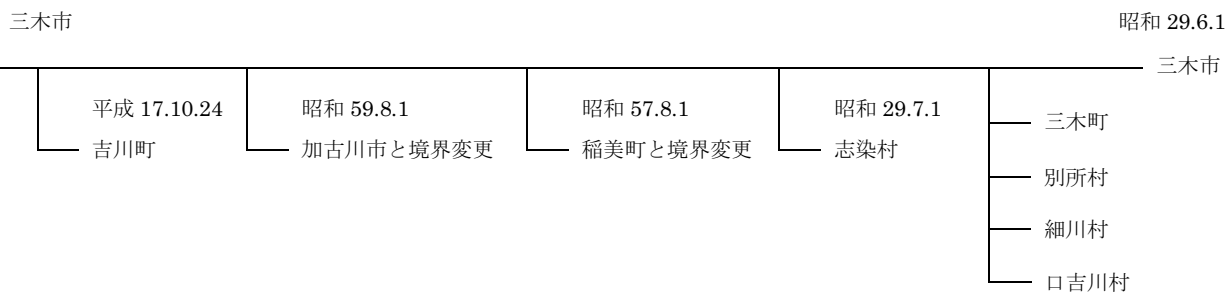 三木市
昭和 29.6.1
三木市
平成 17.10.24
吉川町
昭和 59.8.1
加古川市と境界変更
昭和 57.8.1
稲美町と境界変更
昭和 29.7.1
志染村
三木町
別所村
細川村
口吉川村